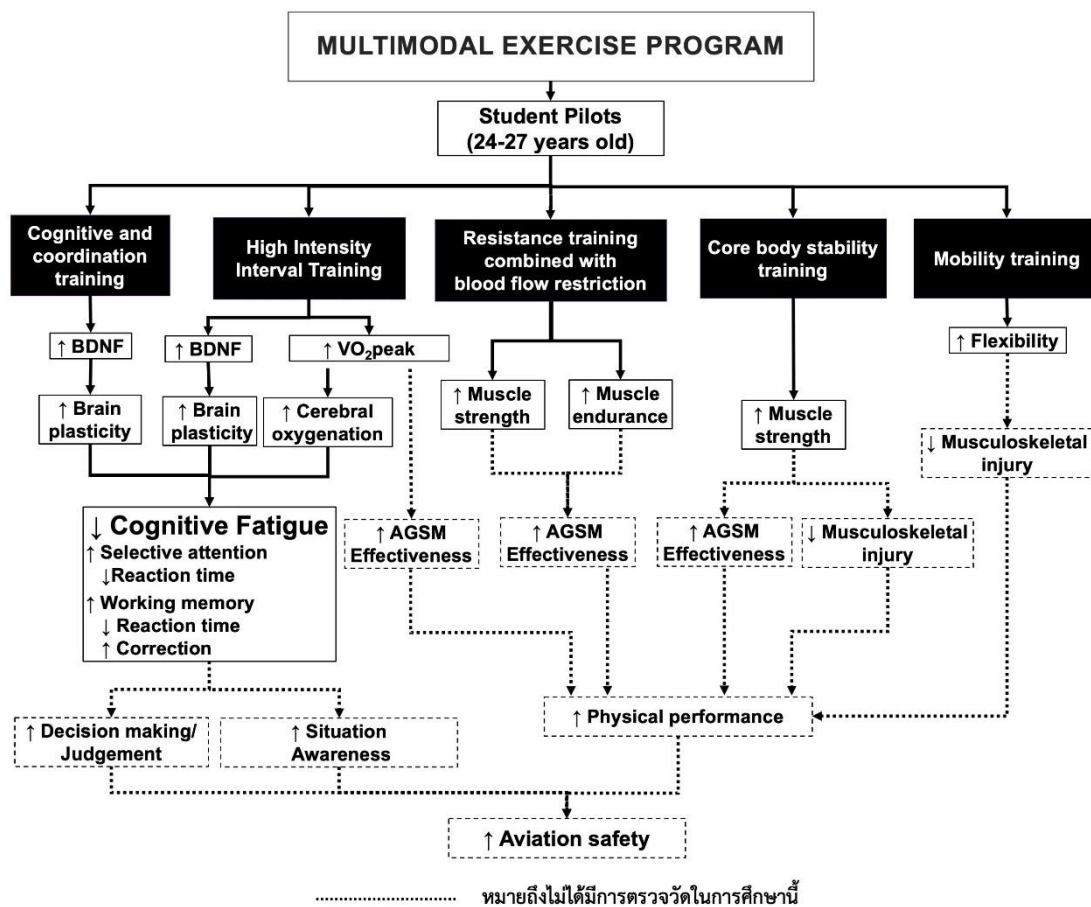 MULTIMODAL EXERCISE PROGRAM
Student Pilots
(24-27 years old)
Cognitive and
coordination
training
High Intensity
Interval Training
Resistance training
combined with
blood flow restriction
Core body stability
training
Mobility training
↑ BDNF
↑ BDNF
↑ VO₂peak
↑ Flexibility
↑ Brain
plasticity
↑ Brain
plasticity
↑ Cerebral
oxygenation
↑ Muscle
strength
↑ Muscle
endurance
↑ Muscle
strength
↓ Musculoskeletal
injury
↓ Cognitive Fatigue
↑ Selective attention
↓Reaction time
↑ Working memory
↓ Reaction time
↑ Correction
↑ AGSM
Effectiveness
↑ AGSM
Effectiveness
↑ AGSM
Effectiveness
↓ Musculoskeletal
injury
↑ Decision making/
Judgement
↑ Situation
Awareness
↑ Physical performance
↑ Aviation safety
หมายถึงไม่ได้มีการตรวจวัดในการศึกษานี้